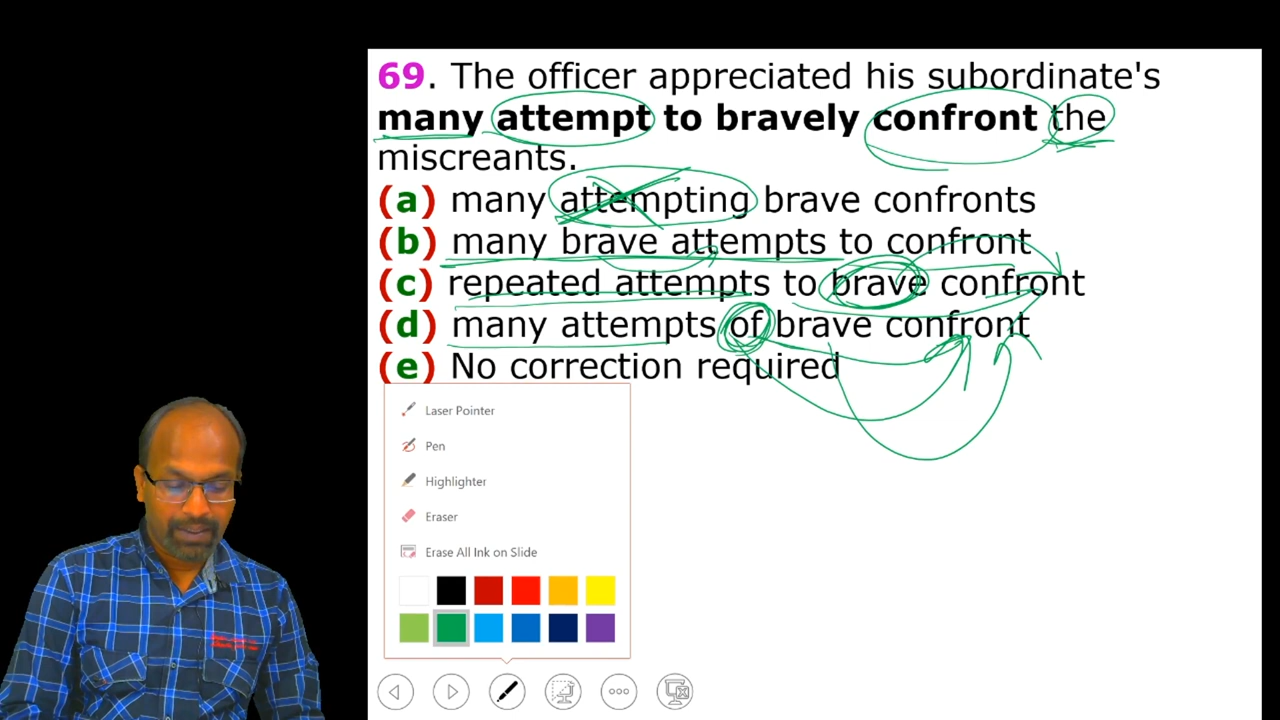 69. The officer appreciated his subordinate's
many attempt to bravely confront the
miscreants.
(a) many attempting brave confronts
(b) many brave attempts to confront
(c) repeated attempts to brave confront
(d) many attempts of brave confront
(e) No correction required
Laser Pointer
Pen
Highlighter
Eraser
Erase All Ink on Slide